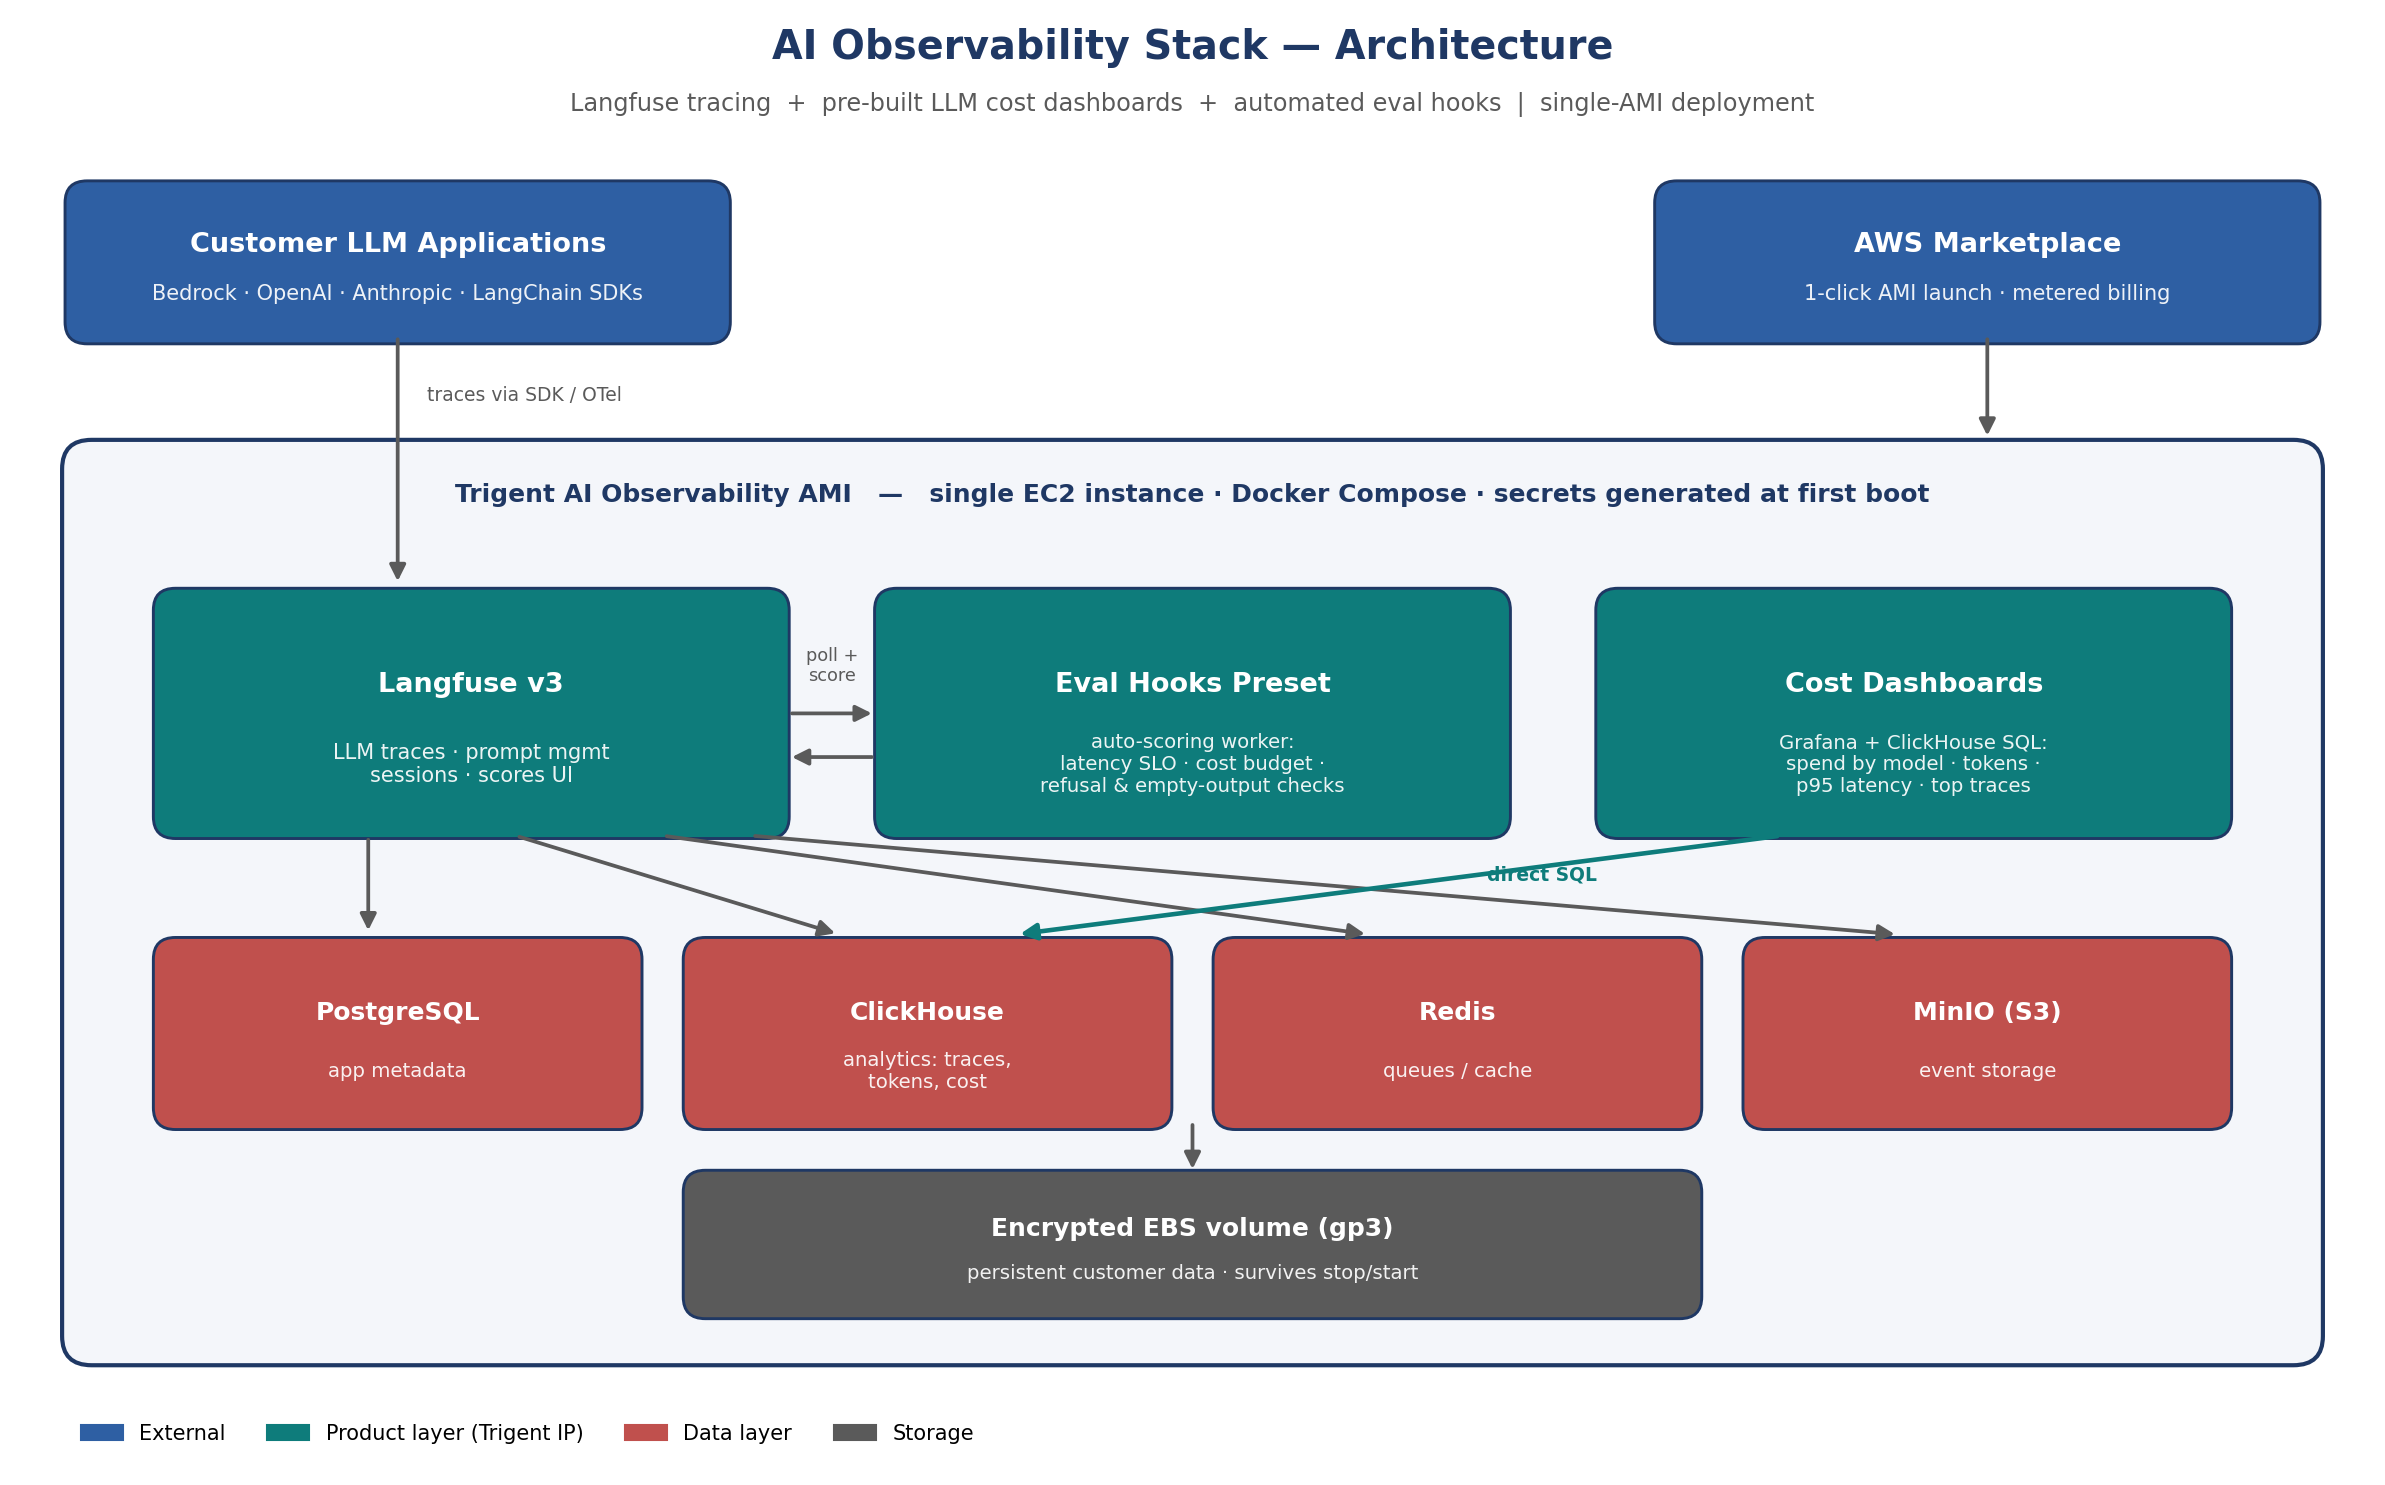 AI Observability Stack — Architecture
Langfuse tracing + pre-built LLM cost dashboards + automated eval hooks | single-AMI deployment
Customer LLM Applications
Bedrock · OpenAI · Anthropic · LangChain SDKs
AWS Marketplace
1-click AMI launch · metered billing
traces via SDK / OTel
Trigent AI Observability AMI — single EC2 instance · Docker Compose · secrets generated at first boot
Langfuse v3
LLM traces · prompt mgmt
sessions · scores UI
poll +
score
Eval Hooks Preset
auto-scoring worker:
latency SLO · cost budget ·
refusal & empty-output checks
Cost Dashboards
Grafana + ClickHouse SQL:
spend by model · tokens ·
p95 latency · top traces
direct SQL
PostgreSQL
app metadata
ClickHouse
analytics: traces,
tokens, cost
Redis
queues / cache
MinIO (S3)
event storage
Encrypted EBS volume (gp3)
persistent customer data · survives stop/start
External
Product layer (Trigent IP)
Data layer
Storage